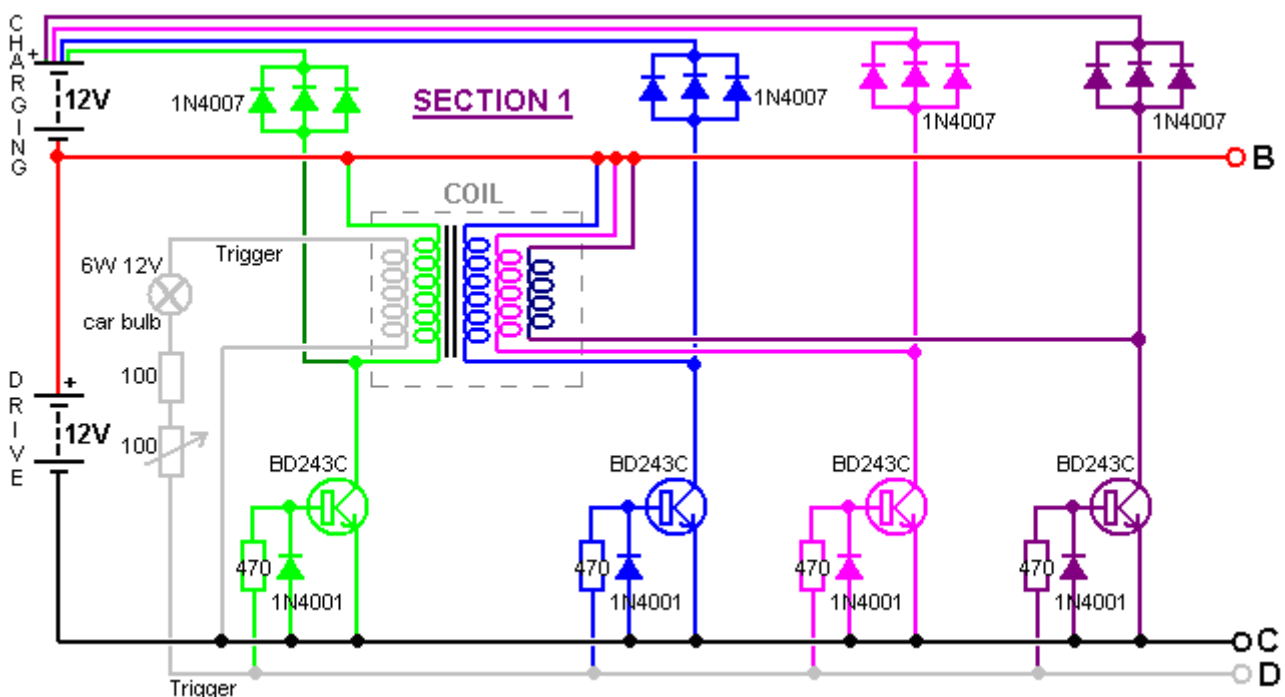 CHARGING
+
12V
1N4007
SECTION 1
1N4007
1N4007
1N4007
B
COIL
Trigger
6W 12V
car bulb
DRIVE
+
12V
100
100
BD243C
BD243C
BD243C
BD243C
470
470
470
470
1N4001
1N4001
1N4001
1N4001
C
D
Trigger